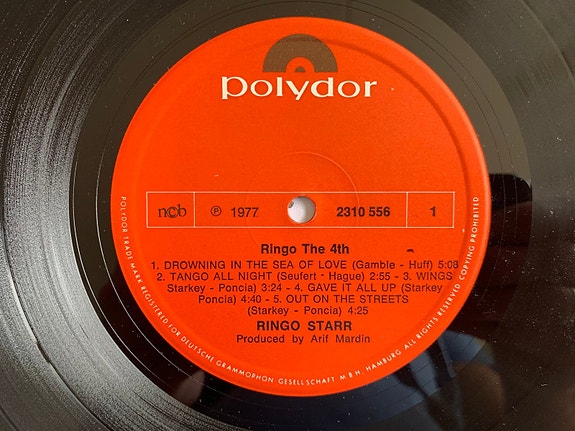 polydor
ncb ℗ 1977 2310 556 1
Ringo The 4th
1. DROWNING IN THE SEA OF LOVE (Gamble - Huff) 5:08
2. TANGO ALL NIGHT (Seufert - Hague) 2:55 - 3. WINGS
Starkey - Poncia) 3:24 - 4. GAVE IT ALL UP (Starkey
Poncia) 4:40 - 5. OUT ON THE STREETS
(Starkey - Poncia) 4:25
RINGO STARR
Produced by Arif Mardin
POLYDOR TRADE MARK REGISTERED FOR DEUTSCHE GRAMMOPHON GESELLSCHAFT M B H. HAMBURG ALL RIGHTS RESERVED COPYING PROHIBITED